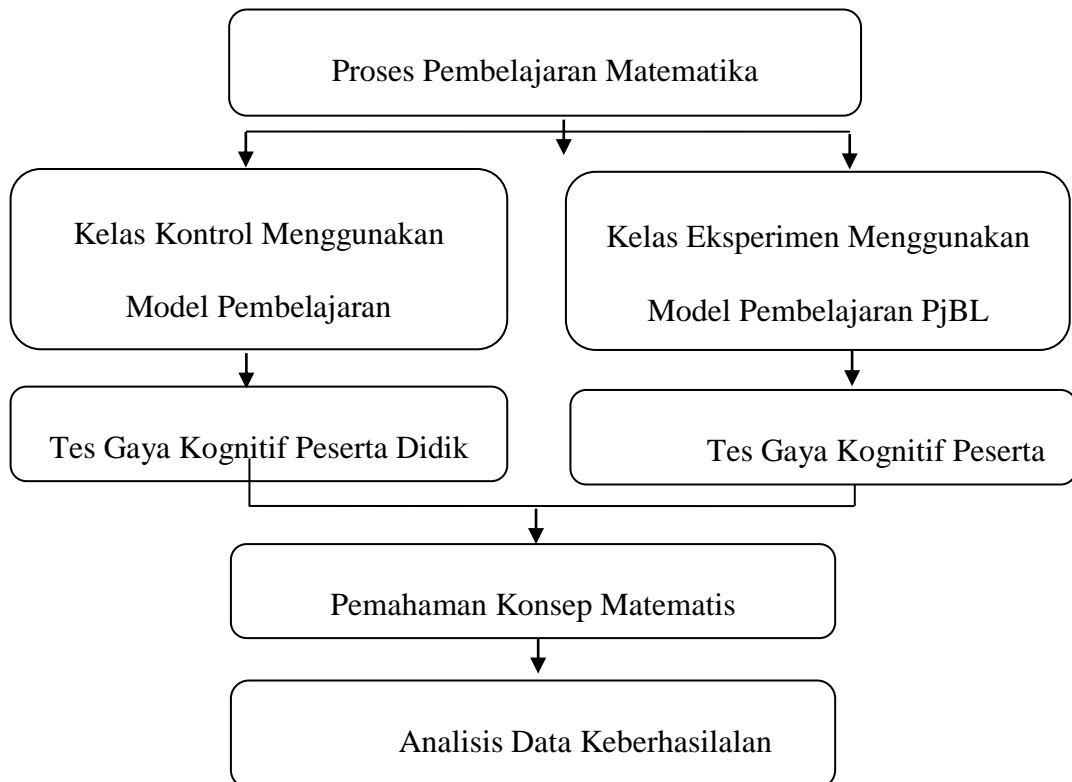 Proses Pembelajaran Matematika
Kelas Kontrol Menggunakan
Model Pembelajaran
Kelas Eksperimen Menggunakan
Model Pembelajaran PjBL
Tes Gaya Kognitif Peserta Didik
Tes Gaya Kognitif Peserta
Pemahaman Konsep Matematis
Analisis Data Keberhasilalan